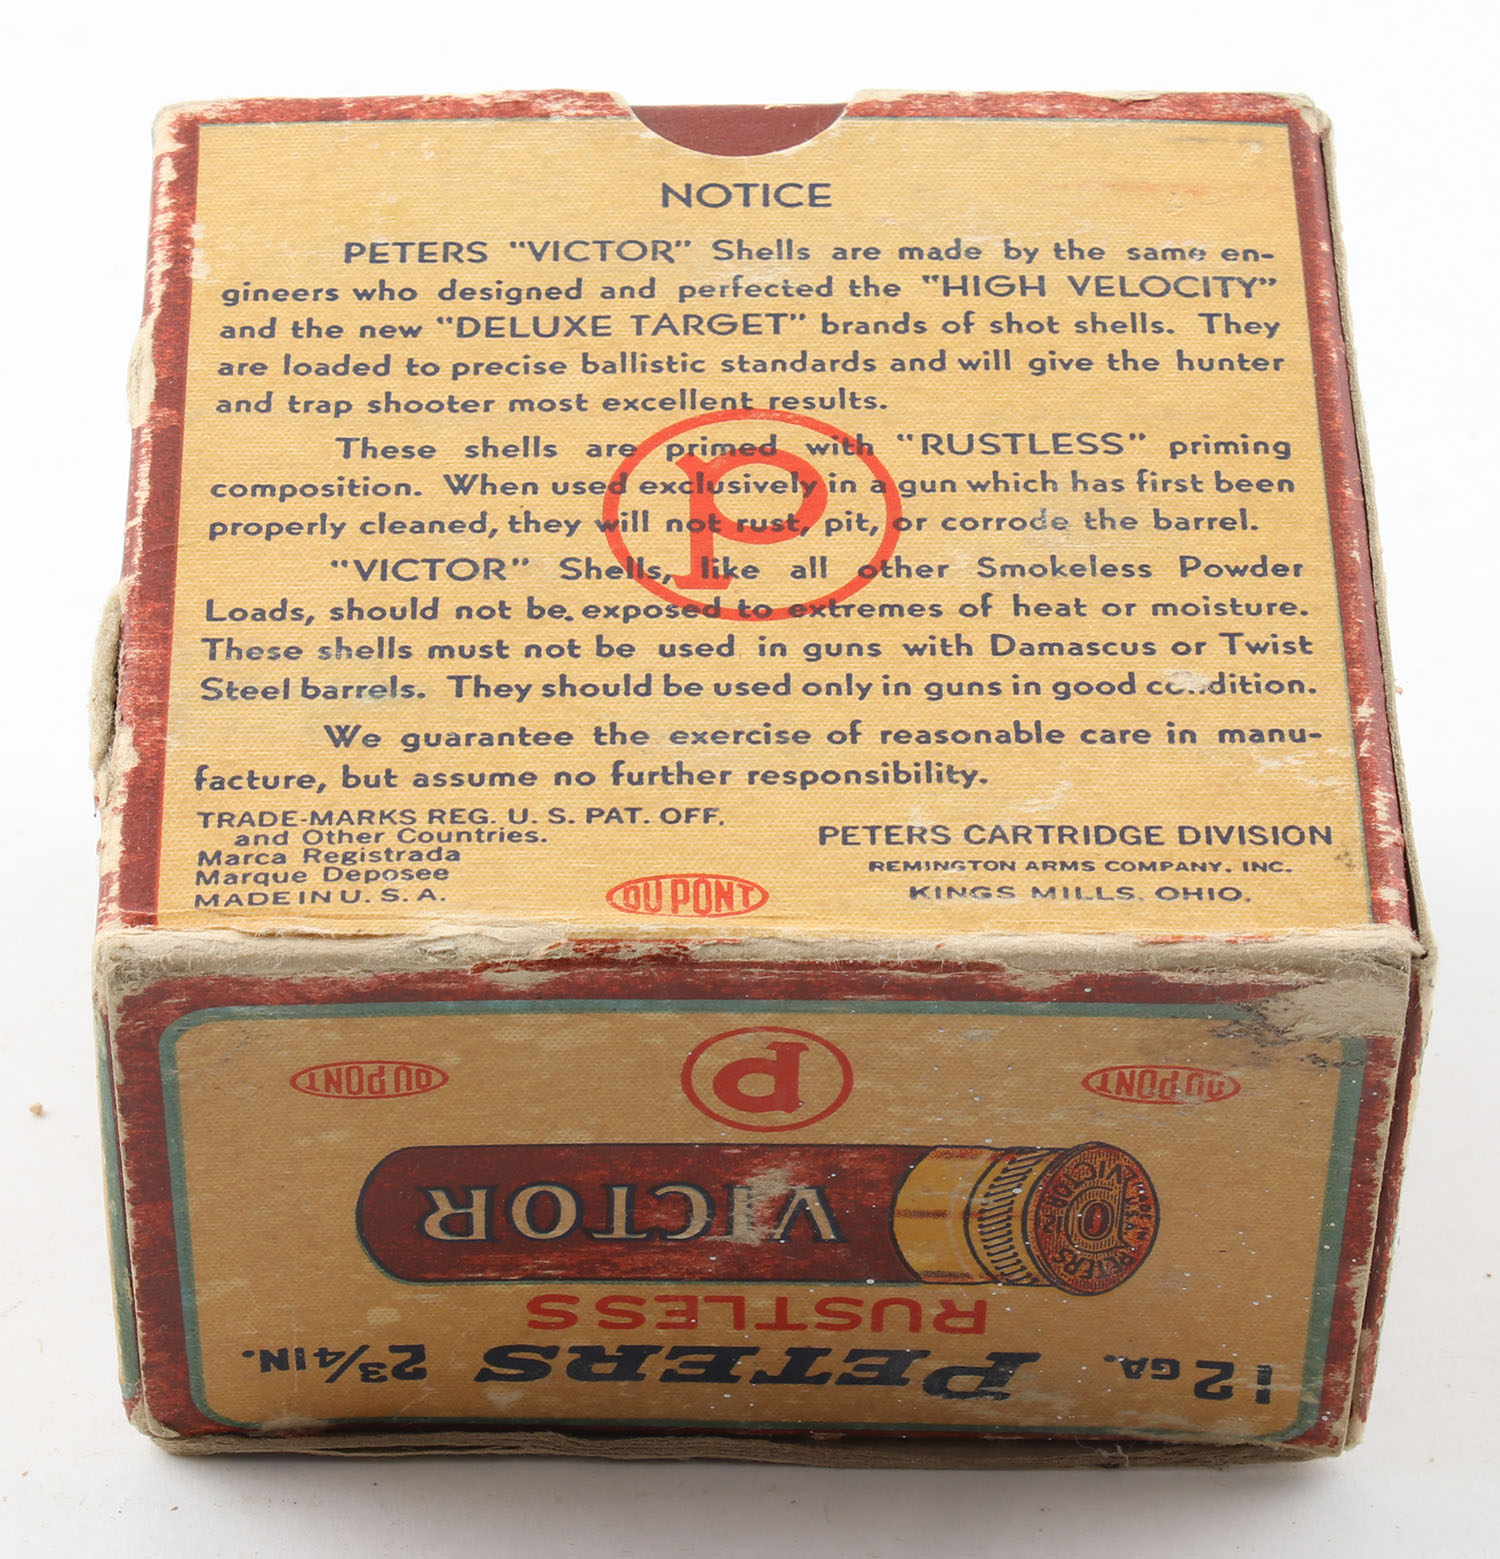 NOTICE
PETERS "VICTOR" Shells are made by the same en-
gineers who designed and perfected the "HIGH VELOCITY"
and the new "DELUXE TARGET" brands of shot shells. They
are loaded to precise ballistic standards and will give the hunter
and trap shooter most excellent results.
These shells are primed with "RUSTLESS" priming
composition. When used exclusively in a gun which has first been
properly cleaned, they will not rust, pit, or corrode the barrel.
"VICTOR" Shells, like all other Smokeless Powder
Loads, should not be exposed to extremes of heat or moisture.
These shells must not be used in guns with Damascus or Twist
Steel barrels. They should be used only in guns in good condition.
We guarantee the exercise of reasonable care in manu-
facture, but assume no further responsibility.
P
TRADE-MARKS REG. U. S. PAT. OFF.
and Other Countries.
Marca Registrada
Marque Deposee
MADE IN U. S. A.
DU PONT
PETERS CARTRIDGE DIVISION
REMINGTON ARMS COMPANY, INC.
KINGS MILLS, OHIO.
12 GA. PETERS 2¾ IN.
RUSTLESS
VICTOR
PETERS VICTOR
MADE IN U.S.A.
No 12
DU PONT P DU PONT